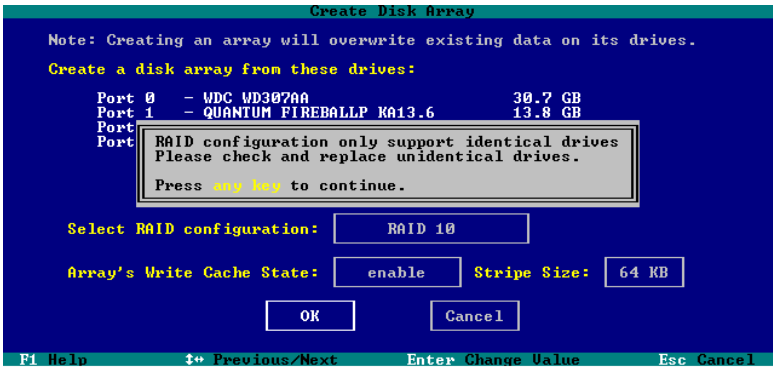 Create Disk Array
Note: Creating an array will overwrite existing data on its drives.
Create a disk array from these drives:
Port 0 - WDC WD307AA 30.7 GB
Port 1 - QUANTUM FIREBALLP KA13.6 13.8 GB
Port
Port
RAID configuration only support identical drives
Please check and replace unidentical drives.
Press any key to continue.
Select RAID configuration: RAID 10
Array's Write Cache State: enable Stripe Size: 64 KB
OK Cancel
F1 Help ↕↔ Previous/Next Enter Change Value Esc Cancel